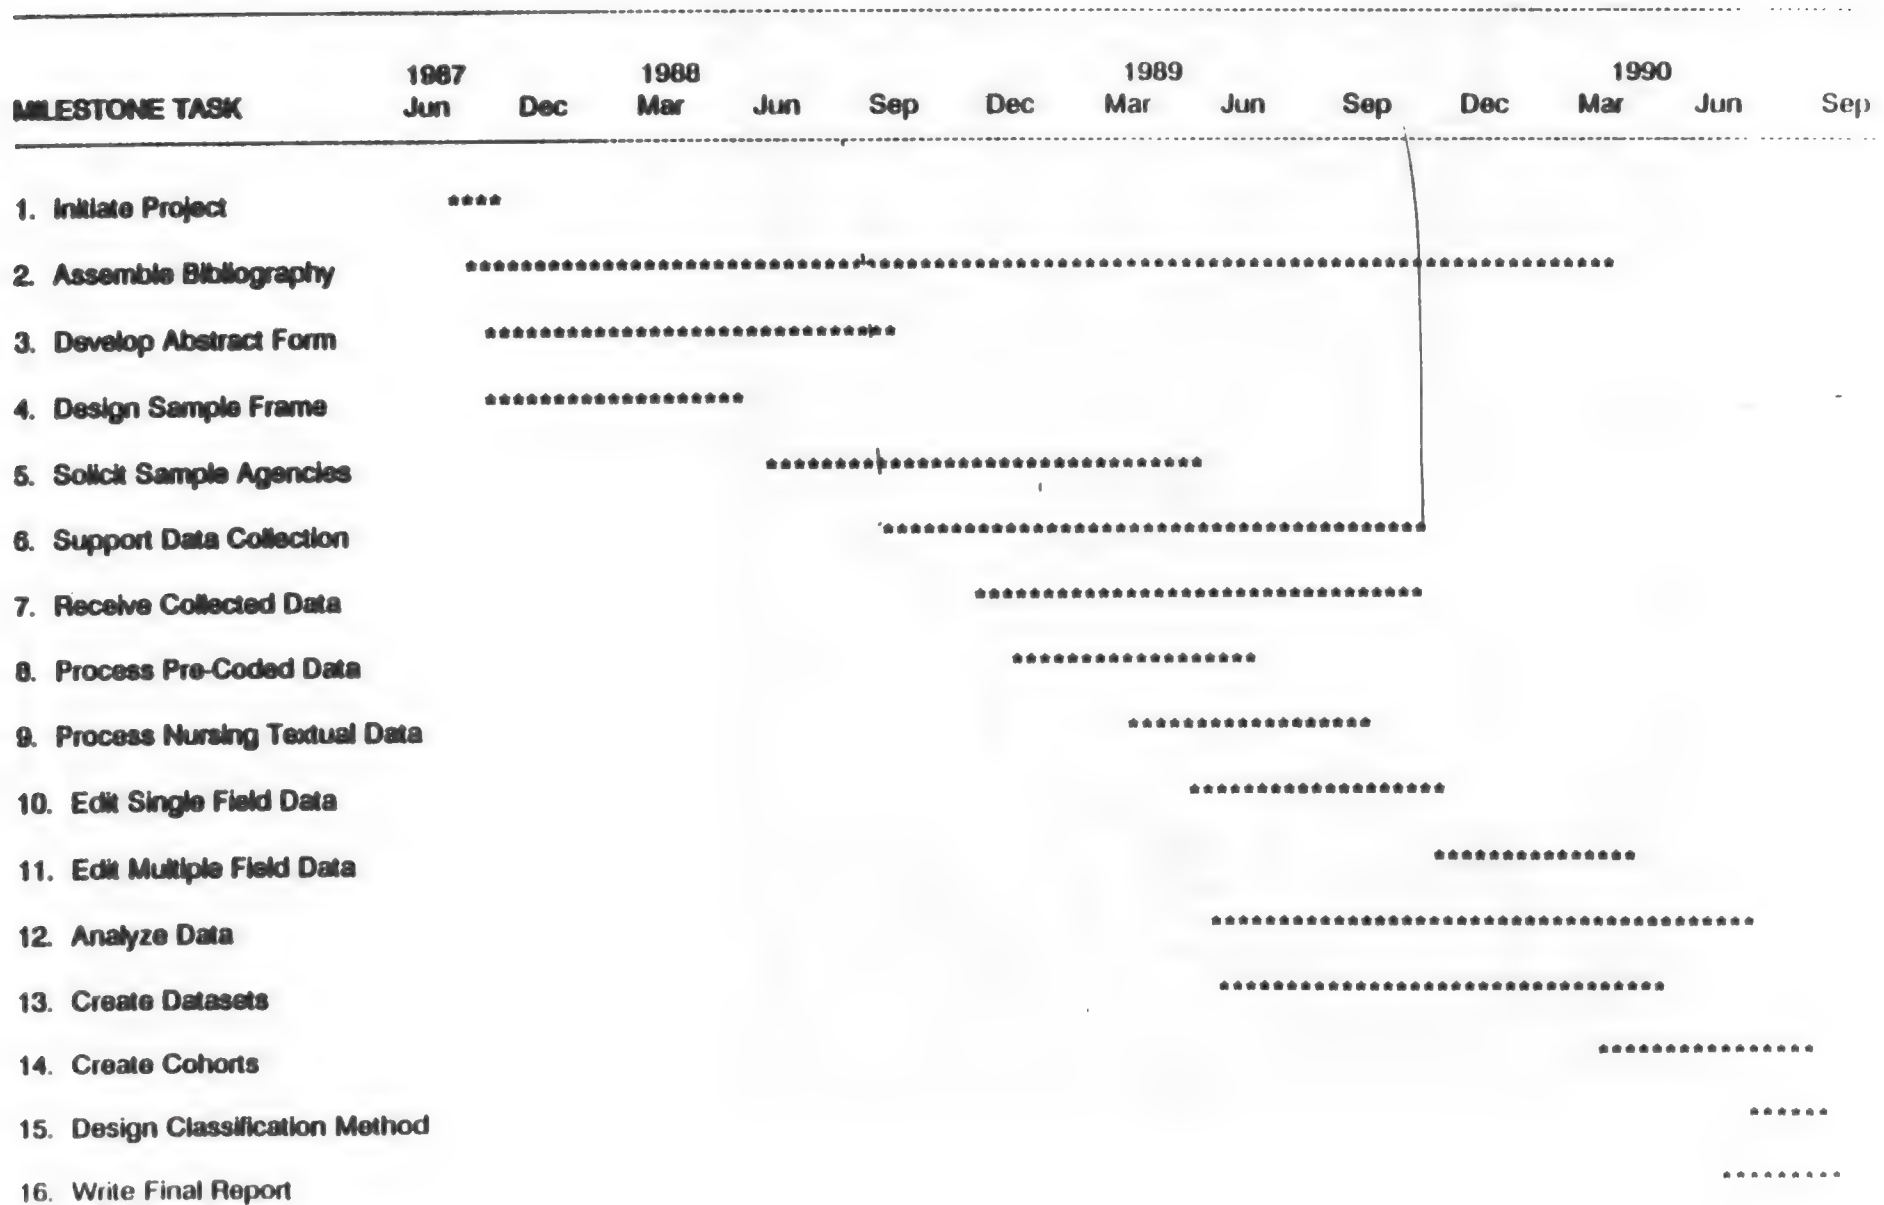 1987 1988 1989 1990
MILESTONE TASK Jun Dec Mar Jun Sep Dec Mar Jun Sep Dec Mar Jun Sep
1. Initiate Project ****
2. Assemble Bibliography
3. Develop Abstract Form
4. Design Sample Frame
5. Solicit Sample Agencies
6. Support Data Collection
7. Receive Collected Data
8. Process Pre-Coded Data
9. Process Nursing Textual Data
10. Edit Single Field Data
11. Edit Multiple Field Data
12. Analyze Data
13. Create Datasets
14. Create Cohorts
15. Design Classification Method
16. Write Final Report